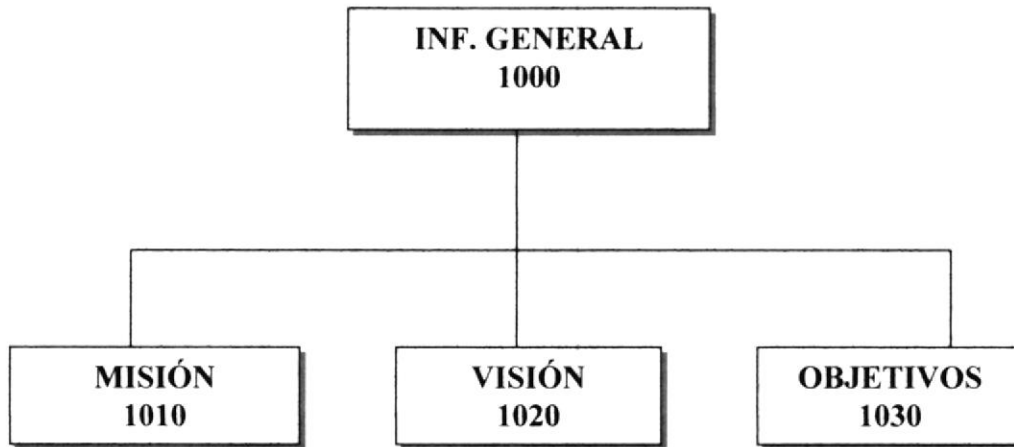 INF. GENERAL
1000
MISIÓN
1010
VISIÓN
1020
OBJETIVOS
1030